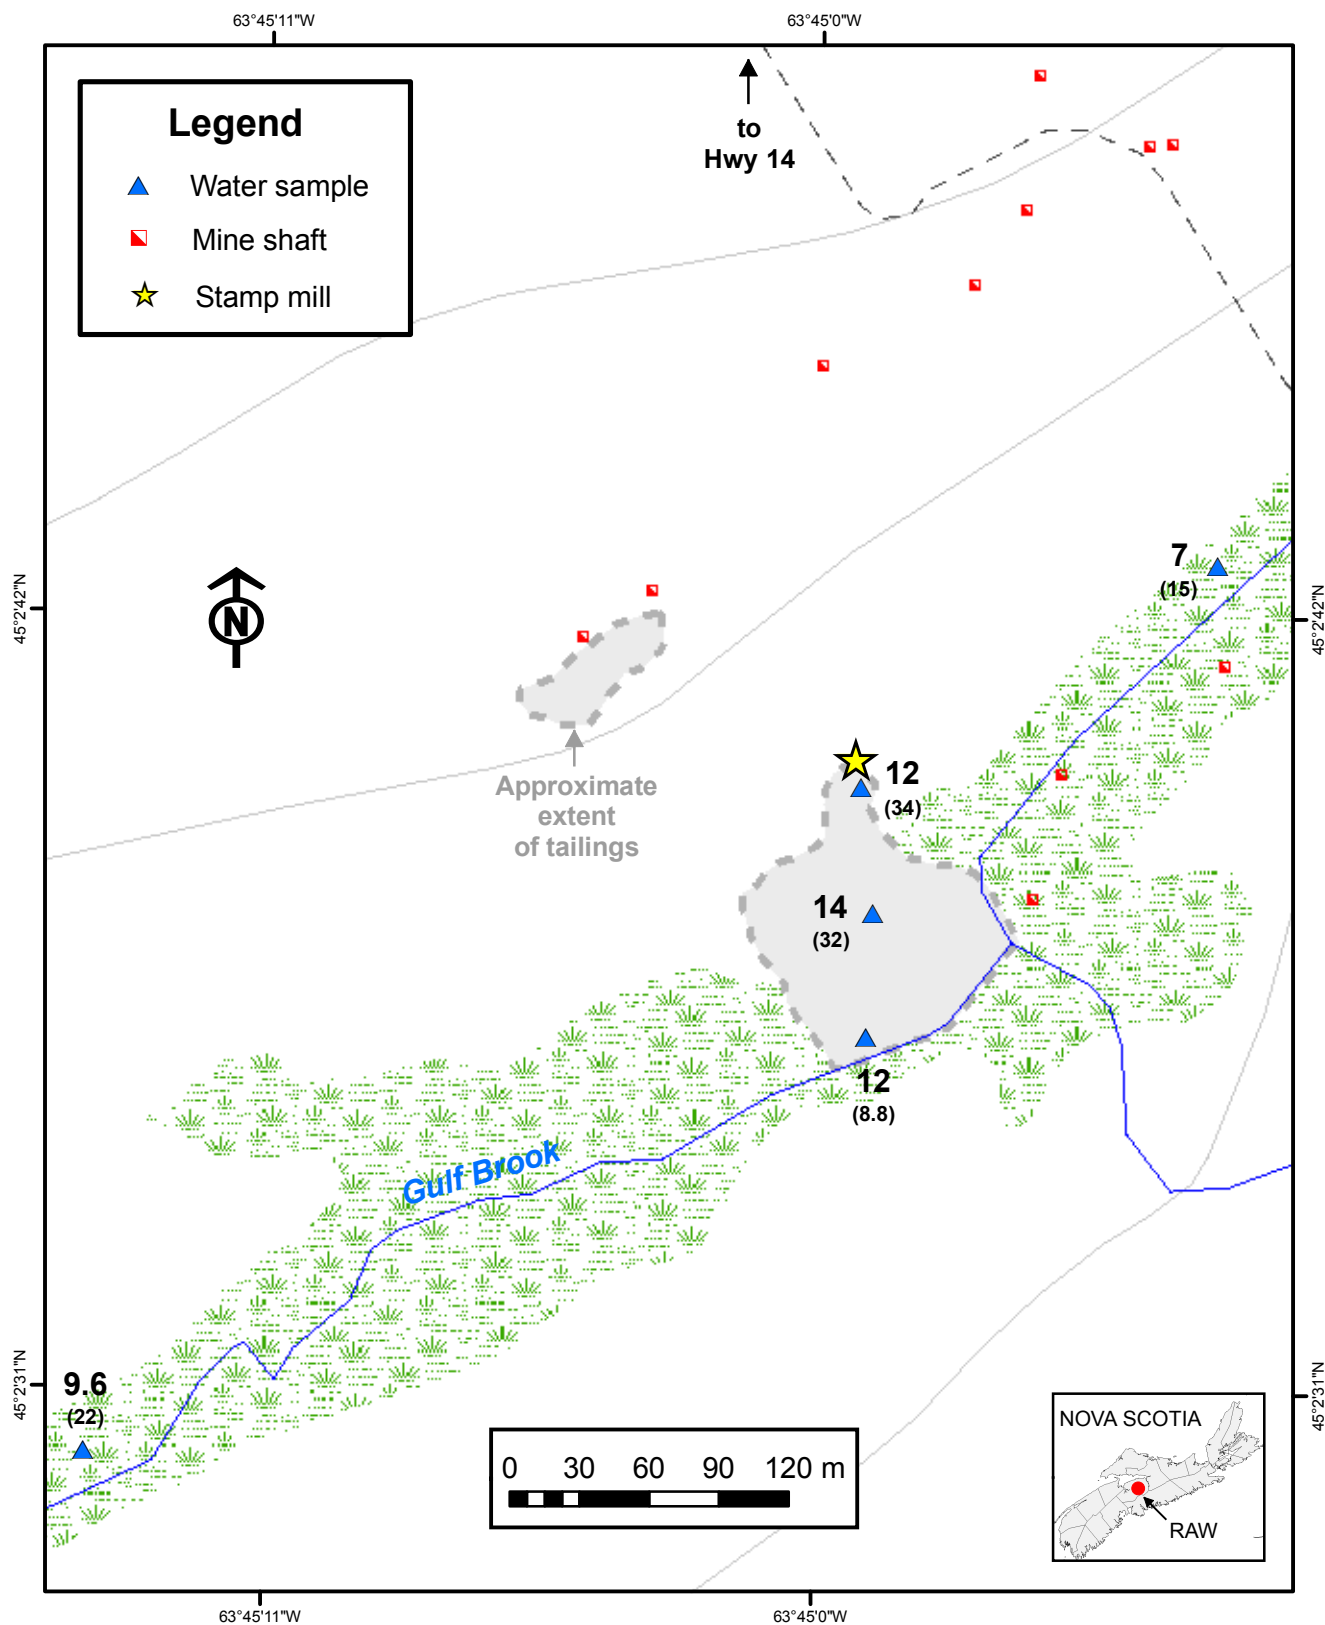 63°45'11"W
63°45'0"W
Legend
Water sample
Mine shaft
Stamp mill
to
Hwy 14
45°2'42"N
45°2'42"N
N
7
(15)
Approximate
extent
of tailings
12
(34)
14
(32)
12
(8.8)
Gulf Brook
9.6
(22)
45°2'31"N
45°2'31"N
0 30 60 90 120 m
NOVA SCOTIA
RAW
63°45'11"W
63°45'0"W